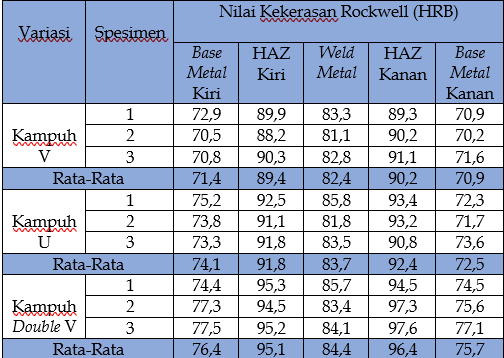 Variasi Spesimen Nilai Kekerasan Rockwell (HRB)
Base Metal Kiri HAZ Kiri Weld Metal HAZ Kanan Base Metal Kanan
Kampuh V
1 72,9 89,9 83,3 89,3 70,9
2 70,5 88,2 81,1 90,2 70,2
3 70,8 90,3 82,8 91,1 71,6
Rata-Rata 71,4 89,4 82,4 90,2 70,9
Kampuh U
1 75,2 92,5 85,8 93,4 72,3
2 73,8 91,1 81,8 93,2 71,7
3 73,3 91,8 83,5 90,8 73,6
Rata-Rata 74,1 91,8 83,7 92,4 72,5
Kampuh Double V
1 74,4 95,3 85,7 94,5 74,5
2 77,3 94,5 83,4 97,3 75,6
3 77,5 95,2 84,1 97,6 77,1
Rata-Rata 76,4 95,1 84,4 96,4 75,7